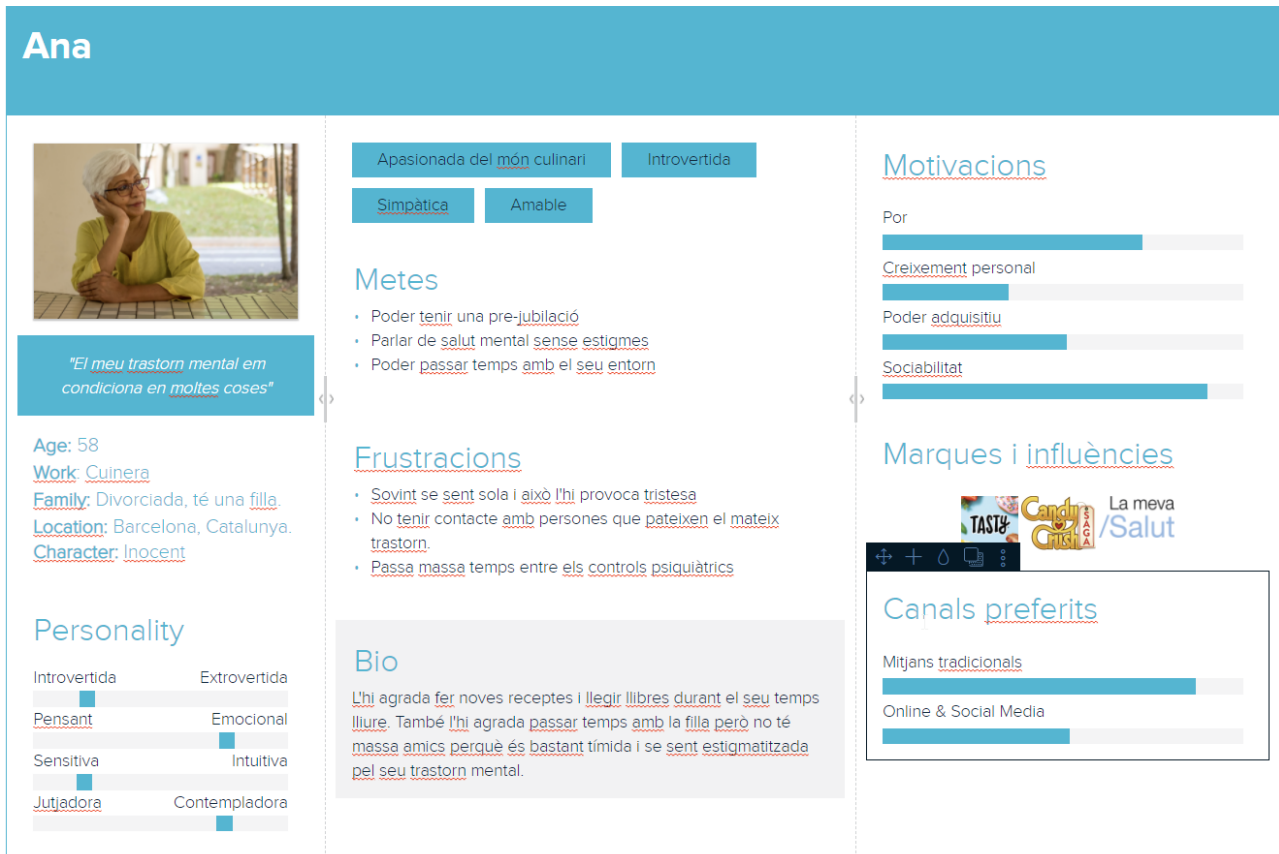 Ana
"El meu trastorn mental em
condiciona en moltes coses"
Age: 58
Work: Cuinera
Family: Divorciada, té una filla.
Location: Barcelona, Catalunya.
Character: Inocent
Personality
Introvertida Extrovertida
Pensant Emocional
Sensitiva Intuitiva
Jutjadora Contempladora
Apasionada del món culinari Introvertida
Simpàtica Amable
Metes
Poder tenir una pre-jubilació
Parlar de salut mental sense estigmes
Poder passar temps amb el seu entorn
Frustracions
Sovint se sent sola i això l'hi provoca tristesa
No tenir contacte amb persones que pateixen el mateix
trastorn.
Passa massa temps entre els controls psiquiàtrics
Bio
L'hi agrada fer noves receptes i llegir llibres durant el seu temps
lliure. També l'hi agrada passar temps amb la filla però no té
massa amics perquè és bastant tímida i se sent estigmatitzada
pel seu trastorn mental.
Motivacions
Por
Creixement personal
Poder adquisitiu
Sociabilitat
Marques i influències
TASTY
Candy
Crush
SAGA
La meva
/Salut
Canals preferits
Mitjans tradicionals
Online & Social Media